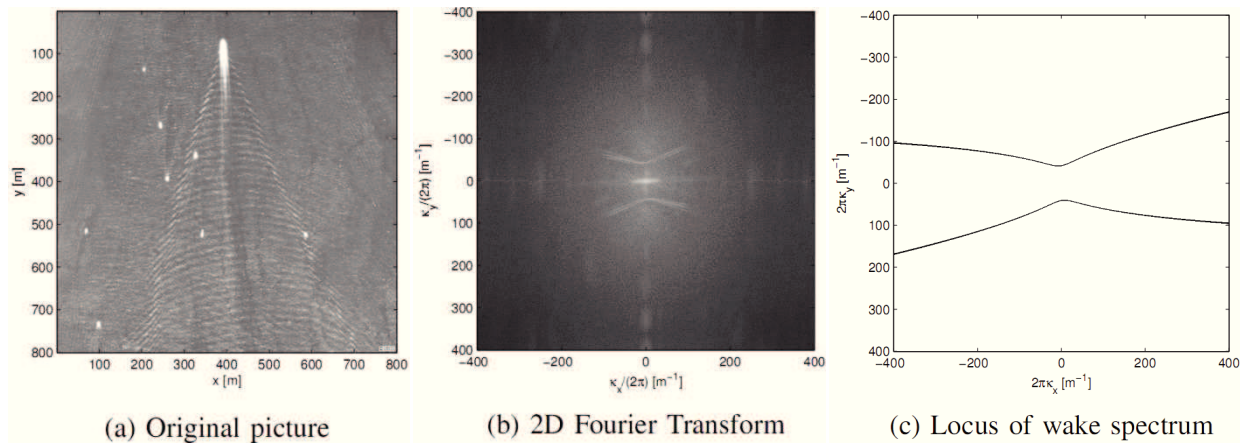 100
200
300
400
500
600
700
800
y [m]
100 200 300 400 500 600 700 800
x [m]
(a) Original picture
−400
−300
−200
−100
0
100
200
300
400
κy/(2π) [m⁻¹]
−400 −200 0 200 400
κx/(2π) [m⁻¹]
(b) 2D Fourier Transform
−400
−300
−200
−100
0
100
200
300
400
2πκy [m⁻¹]
−400 −200 0 200 400
2πκx [m⁻¹]
(c) Locus of wake spectrum